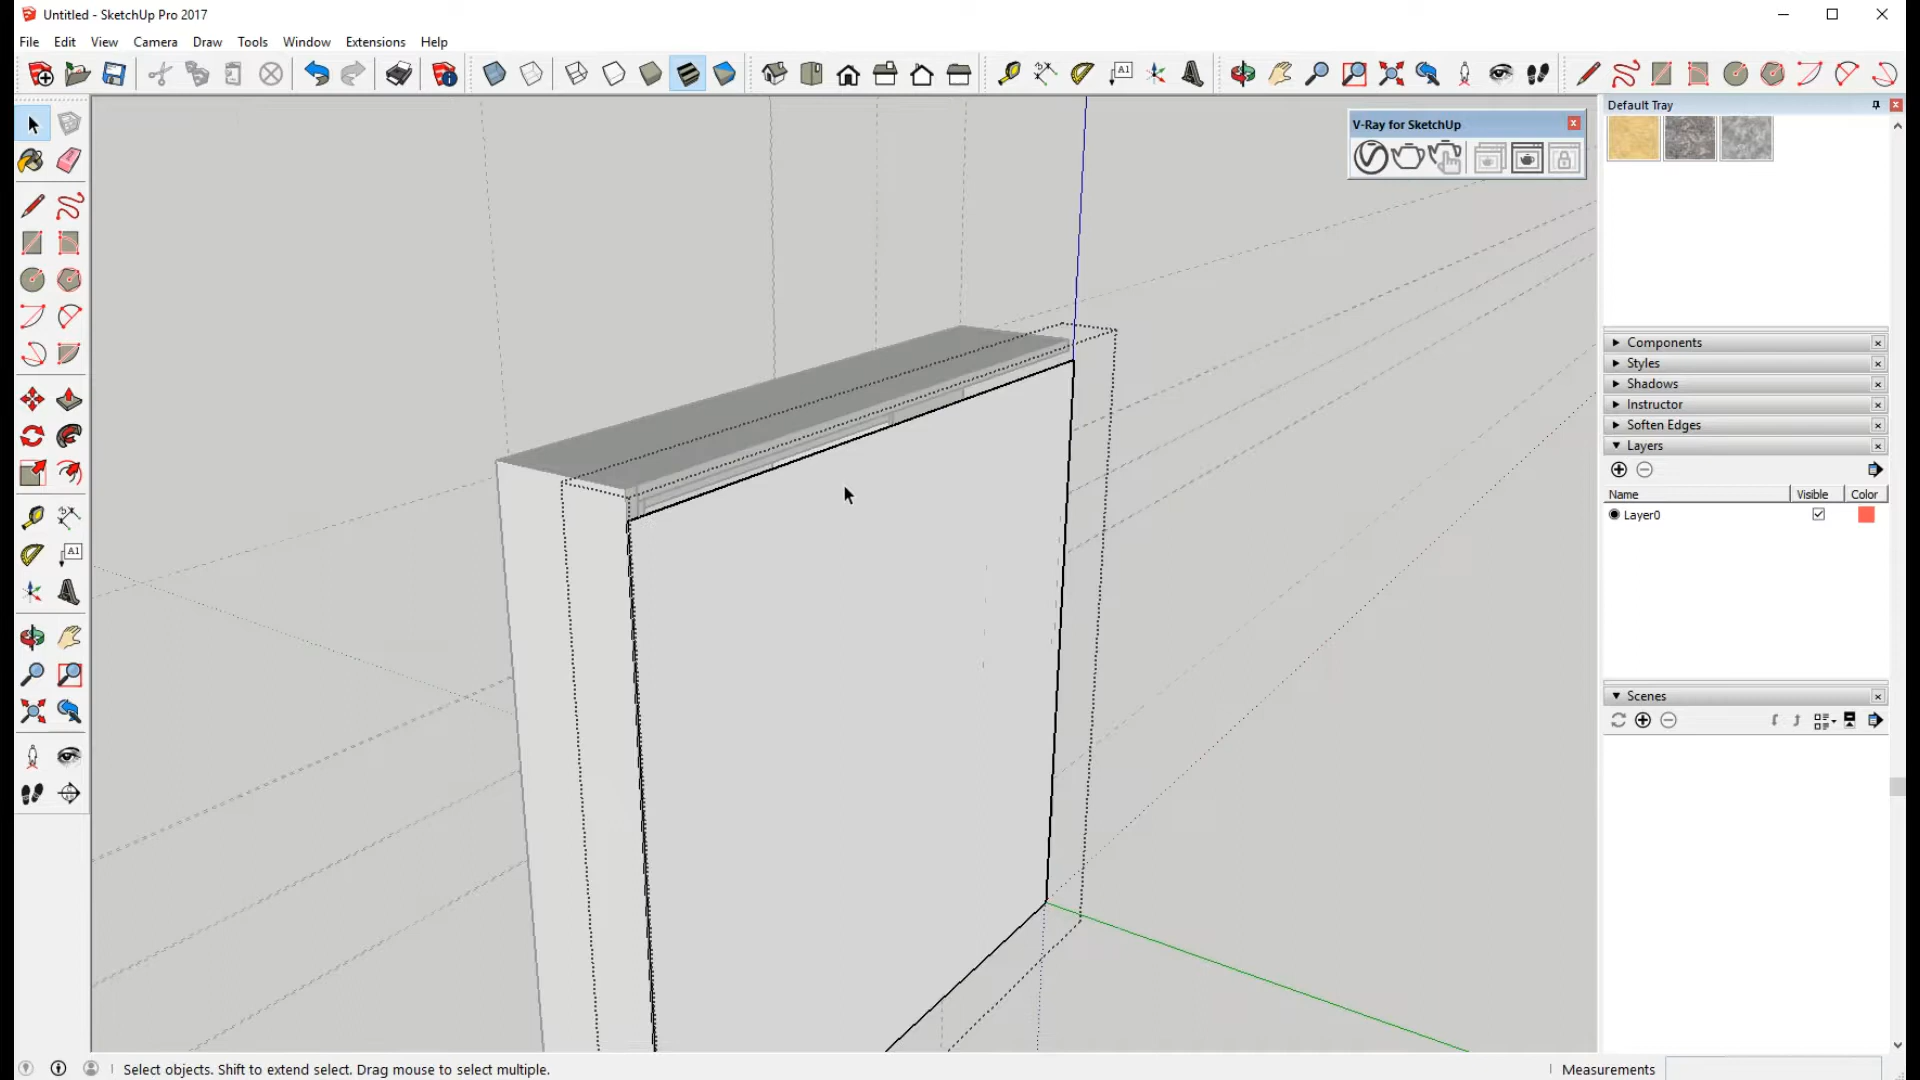 Untitled - SketchUp Pro 2017
File Edit View Camera Draw Tools Window Extensions Help
A1
Default Tray
V-Ray for SketchUp
Components
Styles
Shadows
Instructor
Soften Edges
Layers
Name Visible Color
Layer0
A1
Scenes
Select objects. Shift to extend select. Drag mouse to select multiple.
Measurements